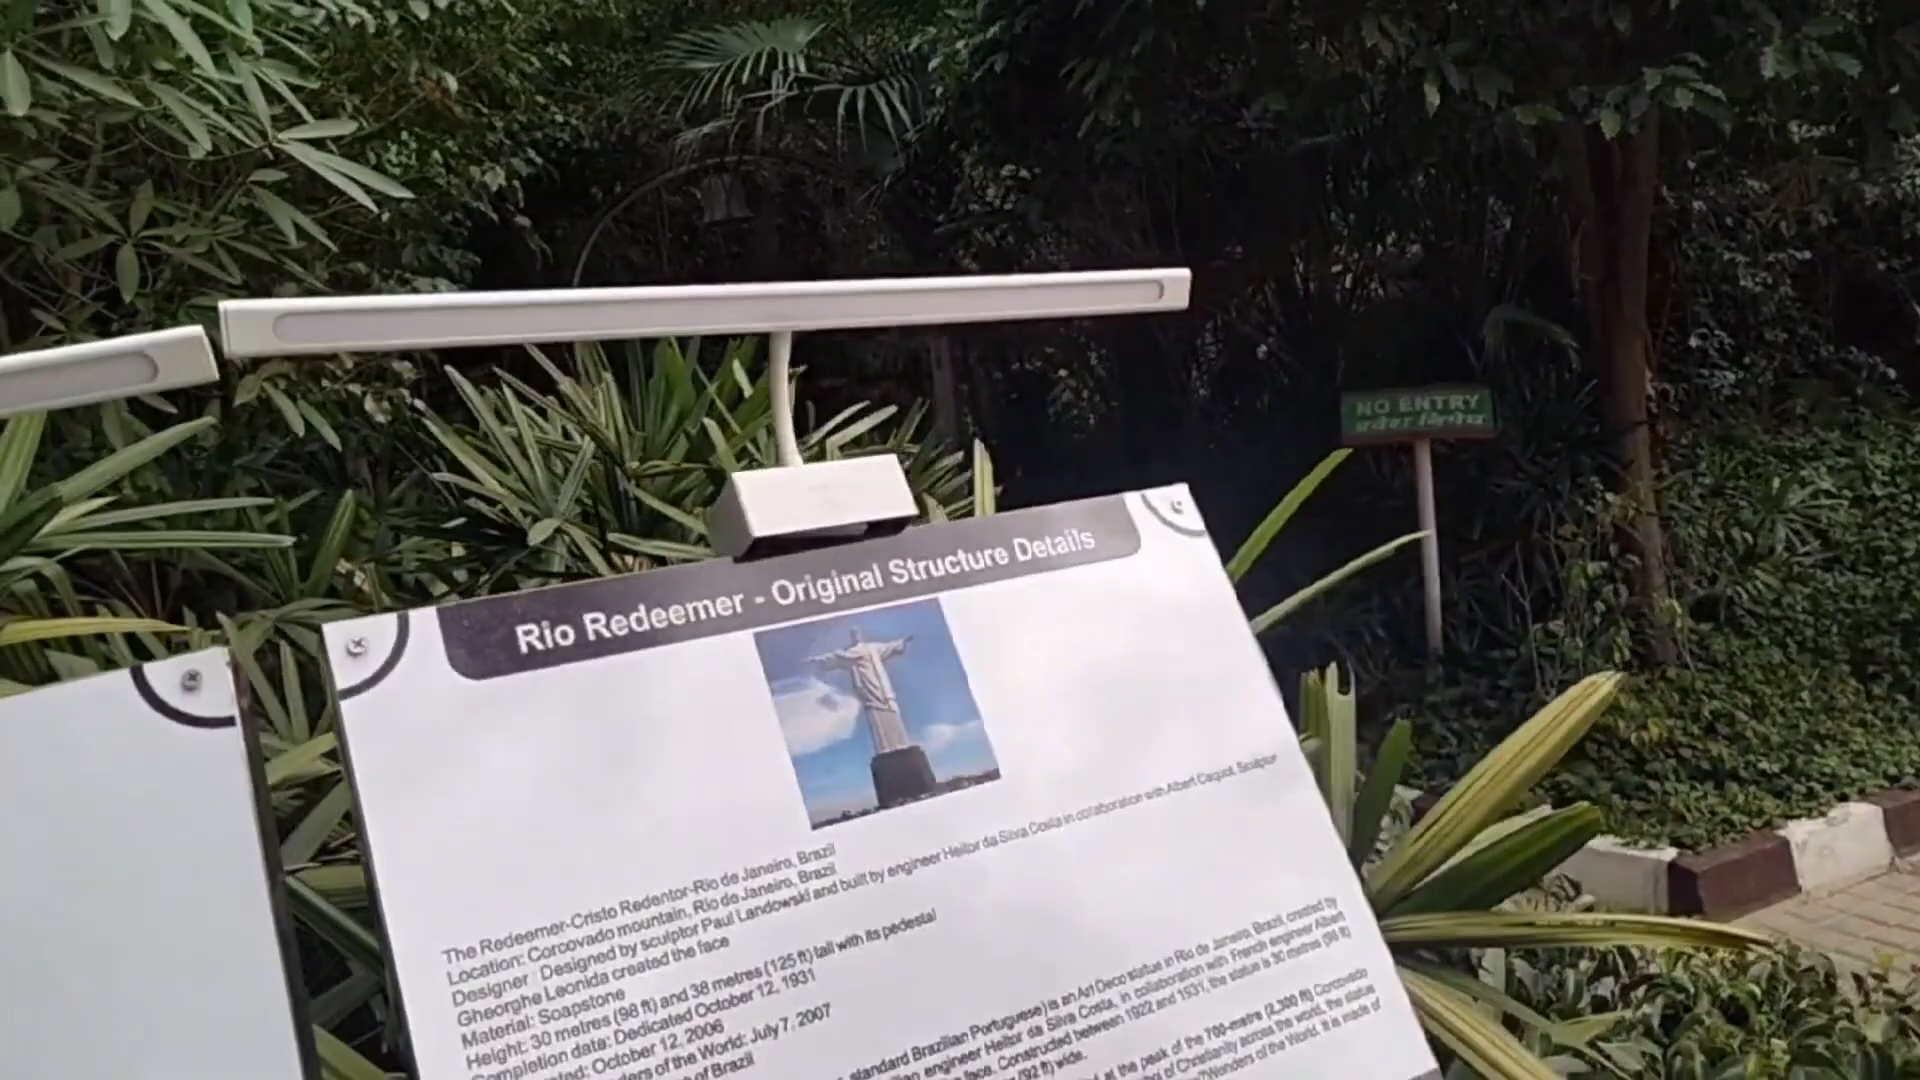 NO ENTRY
प्रवेश निषेध
Rio Redeemer - Original Structure Details
The Redeemer-Cristo Redentor-Rio de Janeiro, Brazil
Location: Corcovado mountain, Rio de Janeiro, Brazil
Designer : Designed by sculptor Paul Landowski and built by engineer Heitor da Silva Costa in collaboration with Albert Caquot. Sculptor
Gheorghe Leonida created the face
Material: Soapstone
Height: 30 metres (98 ft) and 38 metres (125 ft) tall with its pedestal
Completion date: Dedicated October 12, 1931
October 12, 2006
of the World: July 7, 2007
of Brazil
standard Brazilian Portuguese) is an Art Deco statue in Rio de Janeiro, Brazil, created by
engineer Heitor da Silva Costa, in collaboration with French engineer Albert
face. Constructed between 1922 and 1931, the statue is 30 metres (98 ft)
(92 ft) wide.
at the peak of the 700-metre (2,300 ft) Corcovado
of Christianity across the world, the statue
Wonders of the World. It is made of